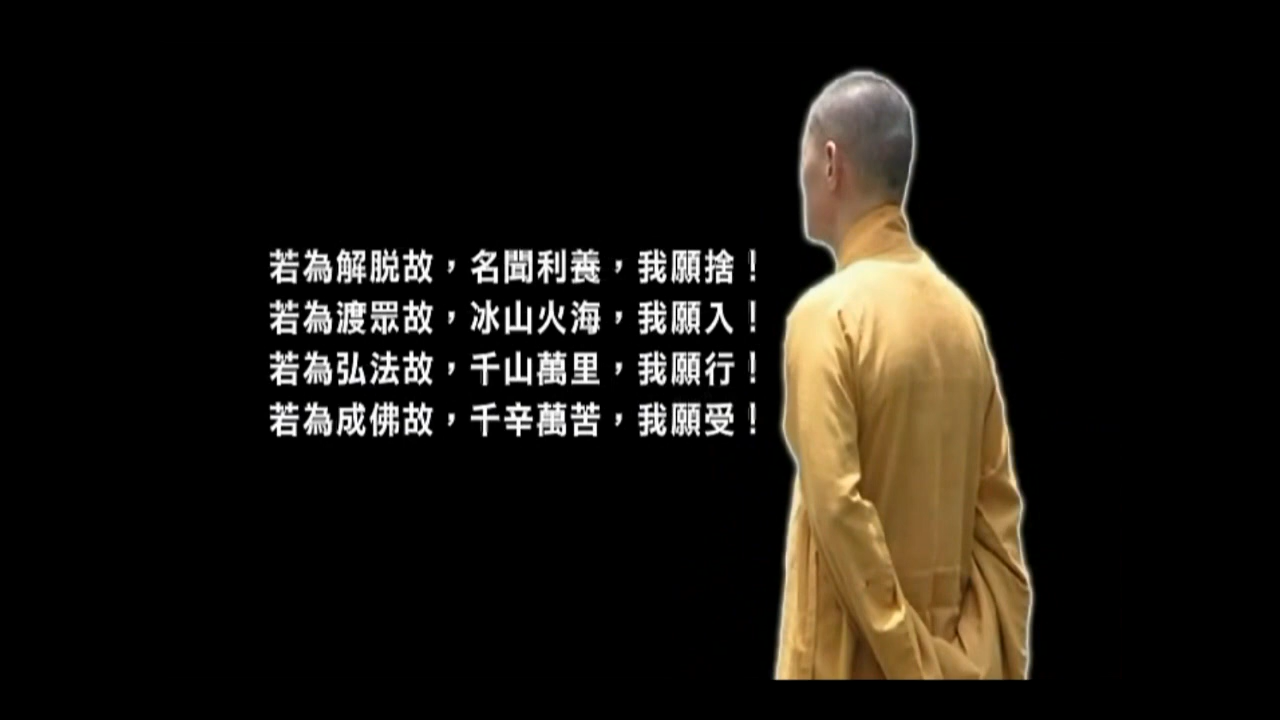 若為解脫故，名聞利養，我願捨！
若為渡眾故，冰山火海，我願入！
若為弘法故，千山萬里，我願行！
若為成佛故，千辛萬苦，我願受！